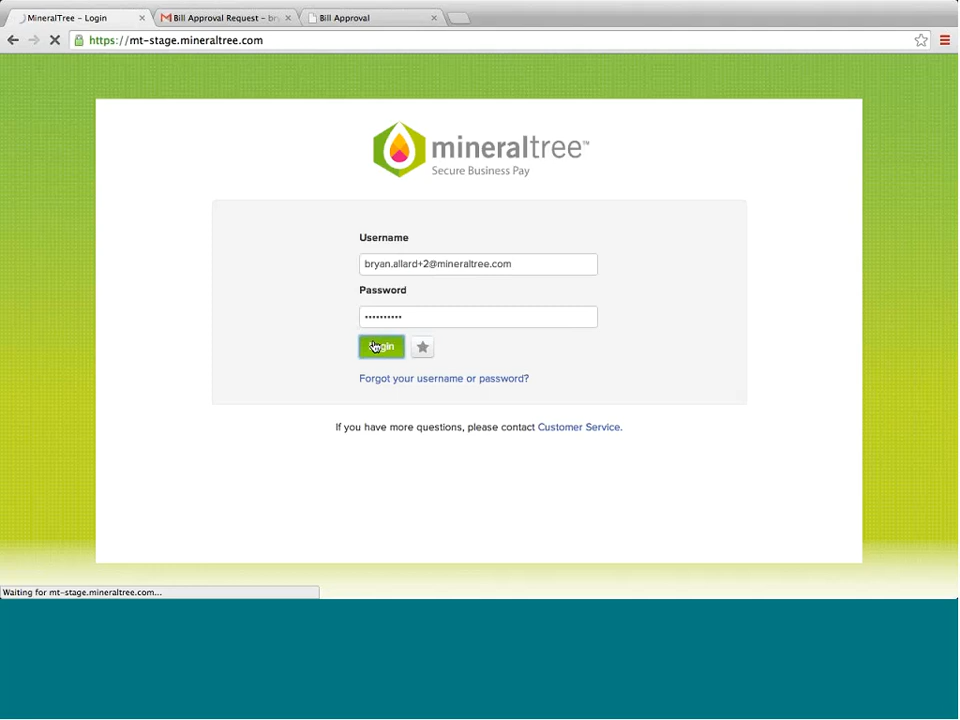 MineralTree - Login
Bill Approval Request - br
Bill Approval
https://mt-stage.mineraltree.com
mineraltree™
Secure Business Pay
Username
bryan.allard+2@mineraltree.com
Password
••••••••••
Login
Forgot your username or password?
If you have more questions, please contact Customer Service.
Waiting for mt-stage.mineraltree.com...